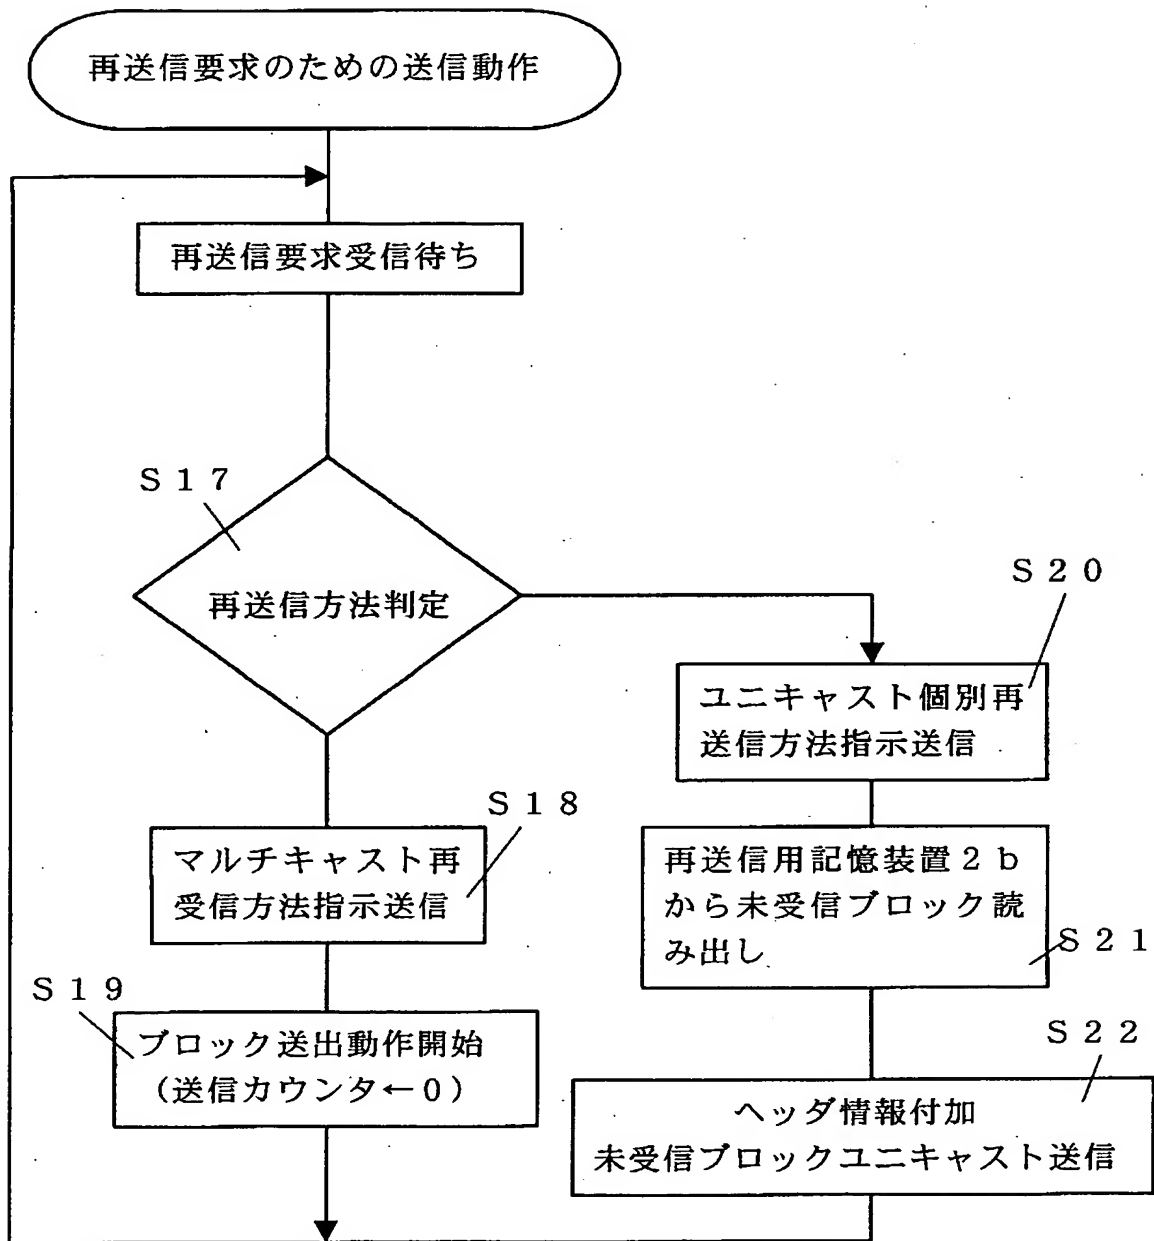 再送信要求のための送信動作
再送信要求受信待ち
S17
再送信方法判定
S18
マルチキャスト再
受信方法指示送信
S19
ブロック送出動作開始
(送信カウンタ←0)
S20
ユニキャスト個別再
送信方法指示送信
再送信用記憶装置2b
から未受信ブロック読
み出し
S21
S22
ヘッダ情報付加
未受信ブロックユニキャスト送信